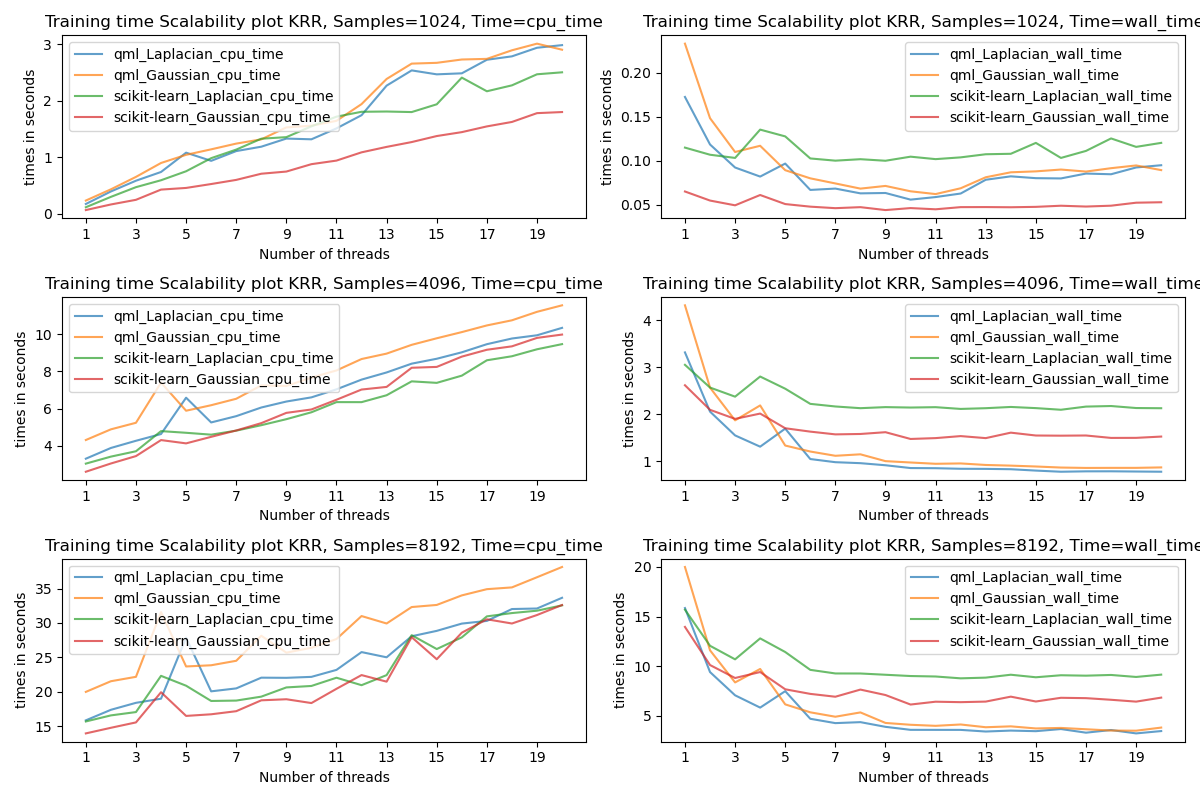 Training time Scalability plot KRR, Samples=1024, Time=cpu_time
times in seconds
3
2
1
0
qml_Laplacian_cpu_time
qml_Gaussian_cpu_time
scikit-learn_Laplacian_cpu_time
scikit-learn_Gaussian_cpu_time
1 3 5 7 9 11 13 15 17 19
Number of threads
Training time Scalability plot KRR, Samples=1024, Time=wall_time
times in seconds
0.20
0.15
0.10
0.05
qml_Laplacian_wall_time
qml_Gaussian_wall_time
scikit-learn_Laplacian_wall_time
scikit-learn_Gaussian_wall_time
1 3 5 7 9 11 13 15 17 19
Number of threads
Training time Scalability plot KRR, Samples=4096, Time=cpu_time
times in seconds
10
8
6
4
qml_Laplacian_cpu_time
qml_Gaussian_cpu_time
scikit-learn_Laplacian_cpu_time
scikit-learn_Gaussian_cpu_time
1 3 5 7 9 11 13 15 17 19
Number of threads
Training time Scalability plot KRR, Samples=4096, Time=wall_time
times in seconds
4
3
2
1
qml_Laplacian_wall_time
qml_Gaussian_wall_time
scikit-learn_Laplacian_wall_time
scikit-learn_Gaussian_wall_time
1 3 5 7 9 11 13 15 17 19
Number of threads
Training time Scalability plot KRR, Samples=8192, Time=cpu_time
times in seconds
35
30
25
20
15
qml_Laplacian_cpu_time
qml_Gaussian_cpu_time
scikit-learn_Laplacian_cpu_time
scikit-learn_Gaussian_cpu_time
1 3 5 7 9 11 13 15 17 19
Number of threads
Training time Scalability plot KRR, Samples=8192, Time=wall_time
times in seconds
20
15
10
5
qml_Laplacian_wall_time
qml_Gaussian_wall_time
scikit-learn_Laplacian_wall_time
scikit-learn_Gaussian_wall_time
1 3 5 7 9 11 13 15 17 19
Number of threads